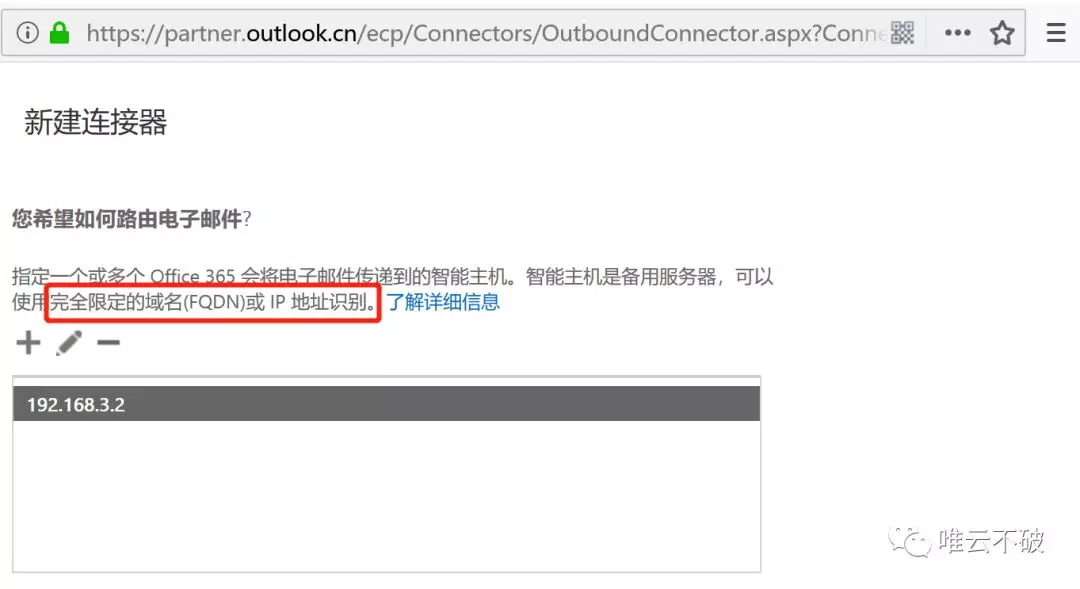 https://partner.outlook.cn/ecp/Connectors/OutboundConnector.aspx?Conne
新建连接器
您希望如何路由电子邮件?
指定一个或多个 Office 365 会将电子邮件传递到的智能主机。智能主机是备用服务器，可以
使用完全限定的域名(FQDN)或 IP 地址识别。了解详细信息
192.168.3.2
唯云不破